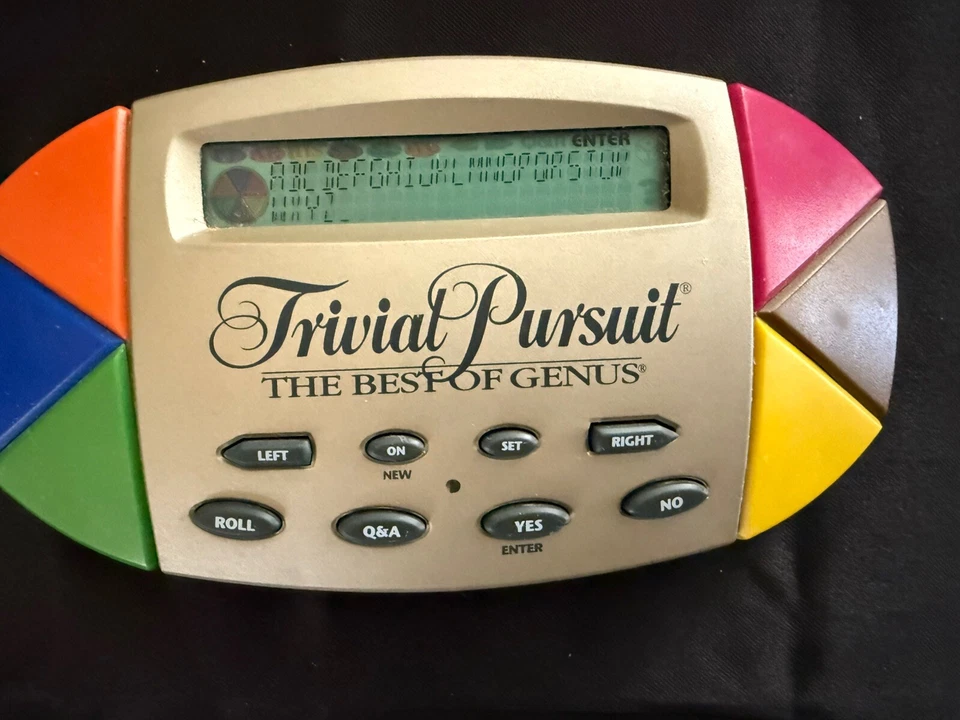 ENTER
ABCDEFGHIJKLMNOPQRSTUV
WXYZ_
Trivial Pursuit®
THE BEST OF GENUS®
LEFT ON SET RIGHT
NEW
ROLL Q&A YES NO
ENTER